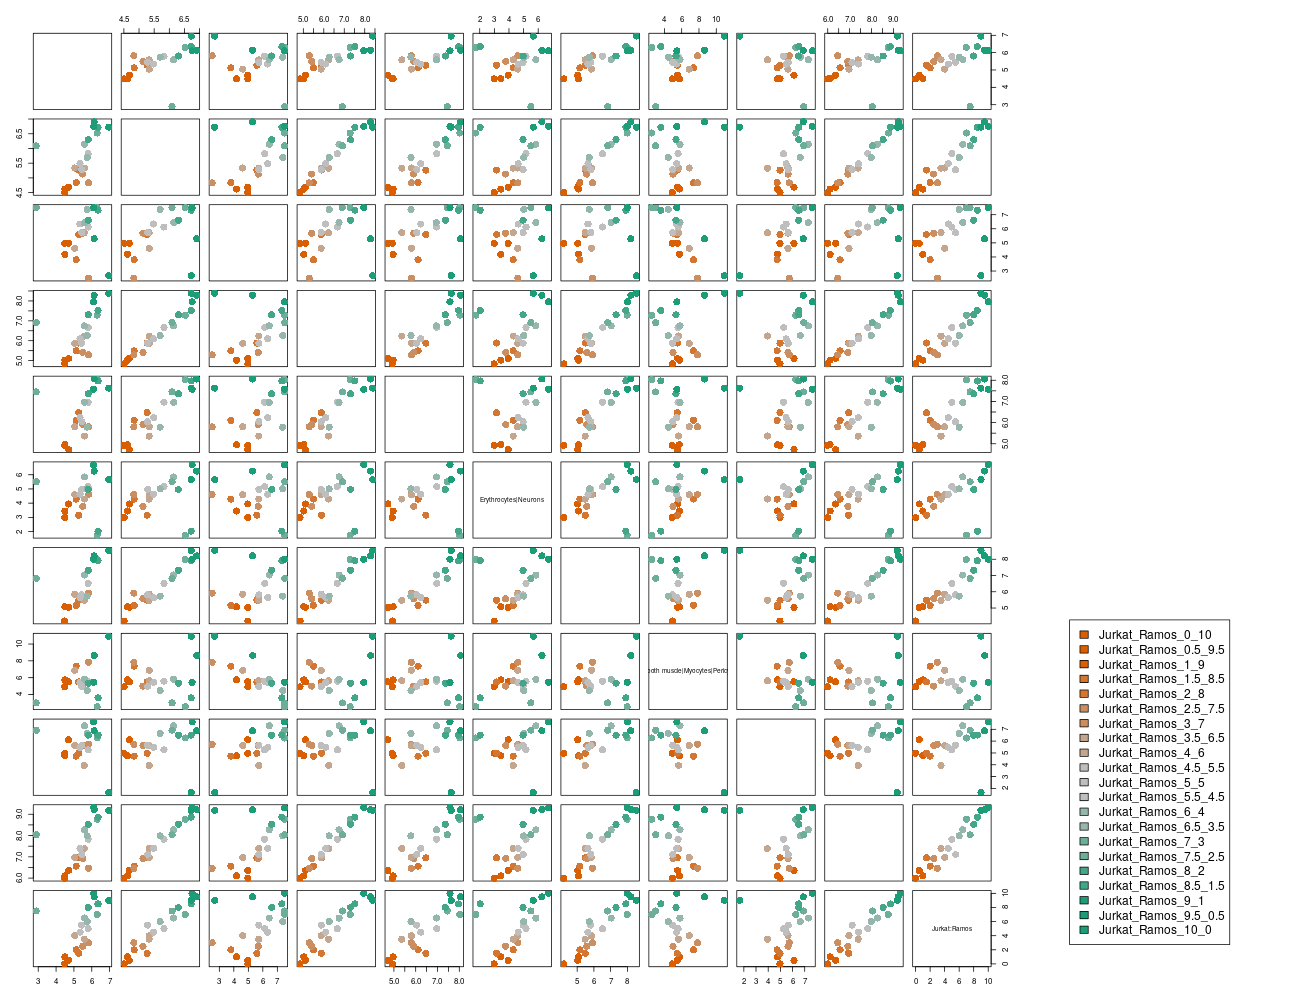 4.5 5.5 6.5
5.0 6.0 7.0 8.0
2 3 4 5 6
4 6 8 10
6.0 7.0 8.0 9.0
3 4 5 6 7
4.5 5.5 6.5
3 4 5 6 7
5.0 6.0 7.0 8.0
5.0 6.0 7.0 8.0
2 3 4 5 6
Erythrocytes|Neurons
5 6 7 8
4 6 8 10
ooth muscle|Myocytes|Peric
2 3 4 5 6 7
6.0 7.0 8.0 9.0
0 2 4 6 8 10
Jurkat:Ramos
3 4 5 6 7
3 4 5 6 7
5.0 6.0 7.0 8.0
5 6 7 8
2 3 4 5 6 7
0 2 4 6 8 10
Jurkat_Ramos_0_10
Jurkat_Ramos_0.5_9.5
Jurkat_Ramos_1_9
Jurkat_Ramos_1.5_8.5
Jurkat_Ramos_2_8
Jurkat_Ramos_2.5_7.5
Jurkat_Ramos_3_7
Jurkat_Ramos_3.5_6.5
Jurkat_Ramos_4_6
Jurkat_Ramos_4.5_5.5
Jurkat_Ramos_5_5
Jurkat_Ramos_5.5_4.5
Jurkat_Ramos_6_4
Jurkat_Ramos_6.5_3.5
Jurkat_Ramos_7_3
Jurkat_Ramos_7.5_2.5
Jurkat_Ramos_8_2
Jurkat_Ramos_8.5_1.5
Jurkat_Ramos_9_1
Jurkat_Ramos_9.5_0.5
Jurkat_Ramos_10_0